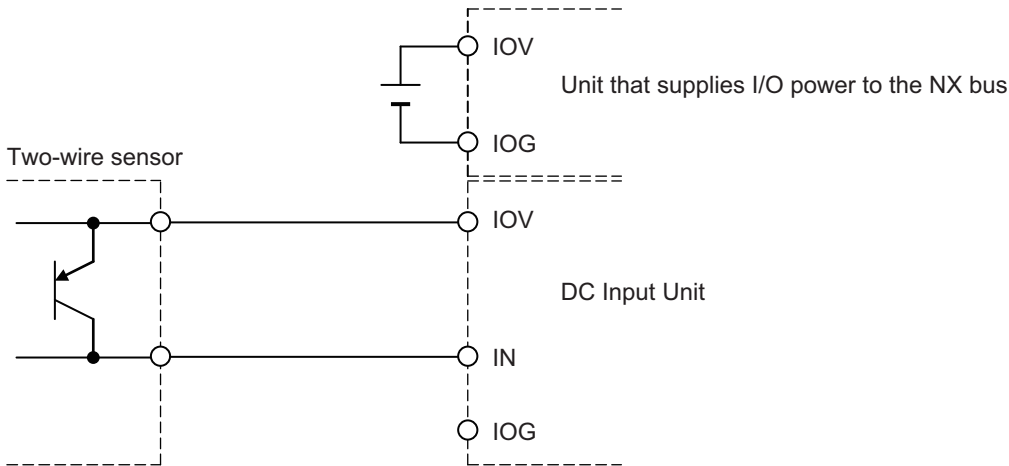 IOV
Unit that supplies I/O power to the NX bus
IOG
Two-wire sensor
IOV
DC Input Unit
IN
IOG